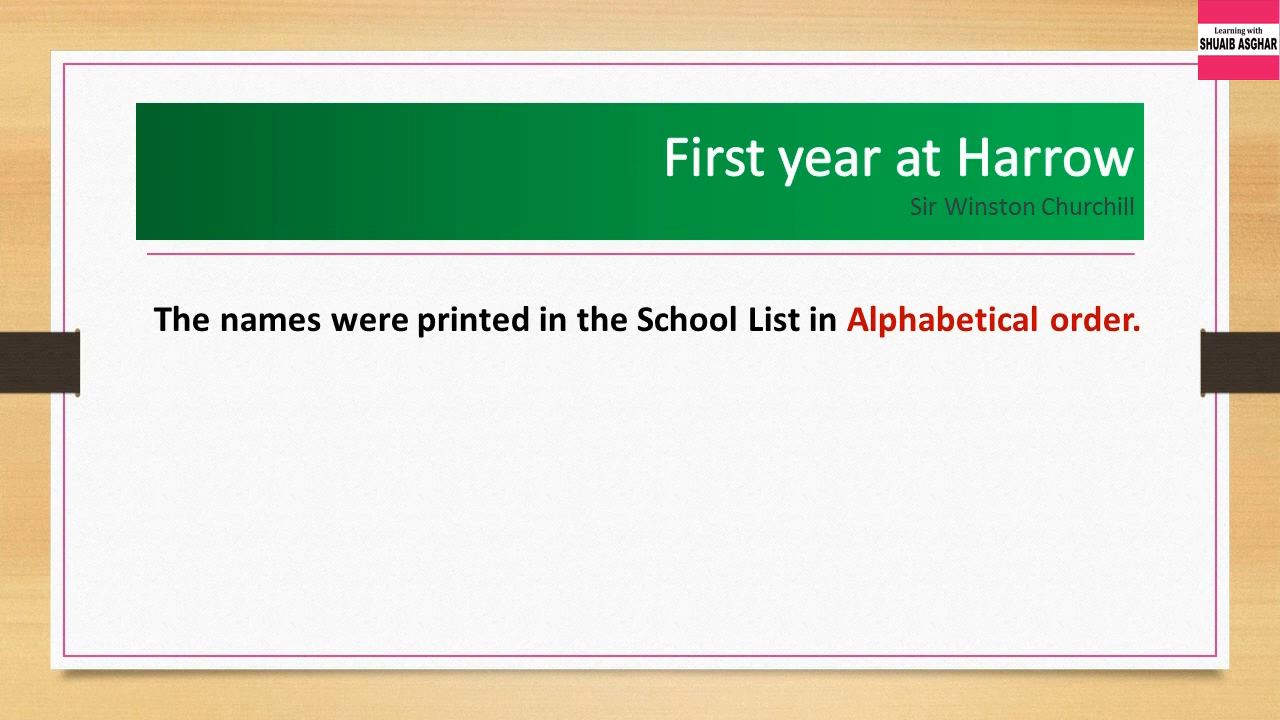 Learning with
SHUAIB ASGHAR
First year at Harrow
Sir Winston Churchill
The names were printed in the School List in Alphabetical order.